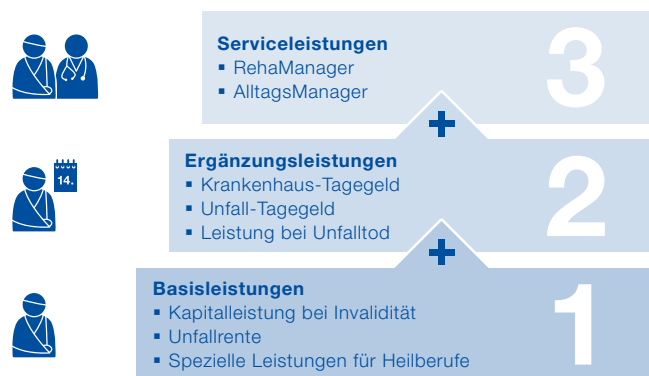 Serviceleistungen
▪ RehaManager
▪ AlltagsManager
3
+
14.
Ergänzungsleistungen
▪ Krankenhaus-Tagegeld
▪ Unfall-Tagegeld
▪ Leistung bei Unfalltod
2
+
Basisleistungen
▪ Kapitalleistung bei Invalidität
▪ Unfallrente
▪ Spezielle Leistungen für Heilberufe
1